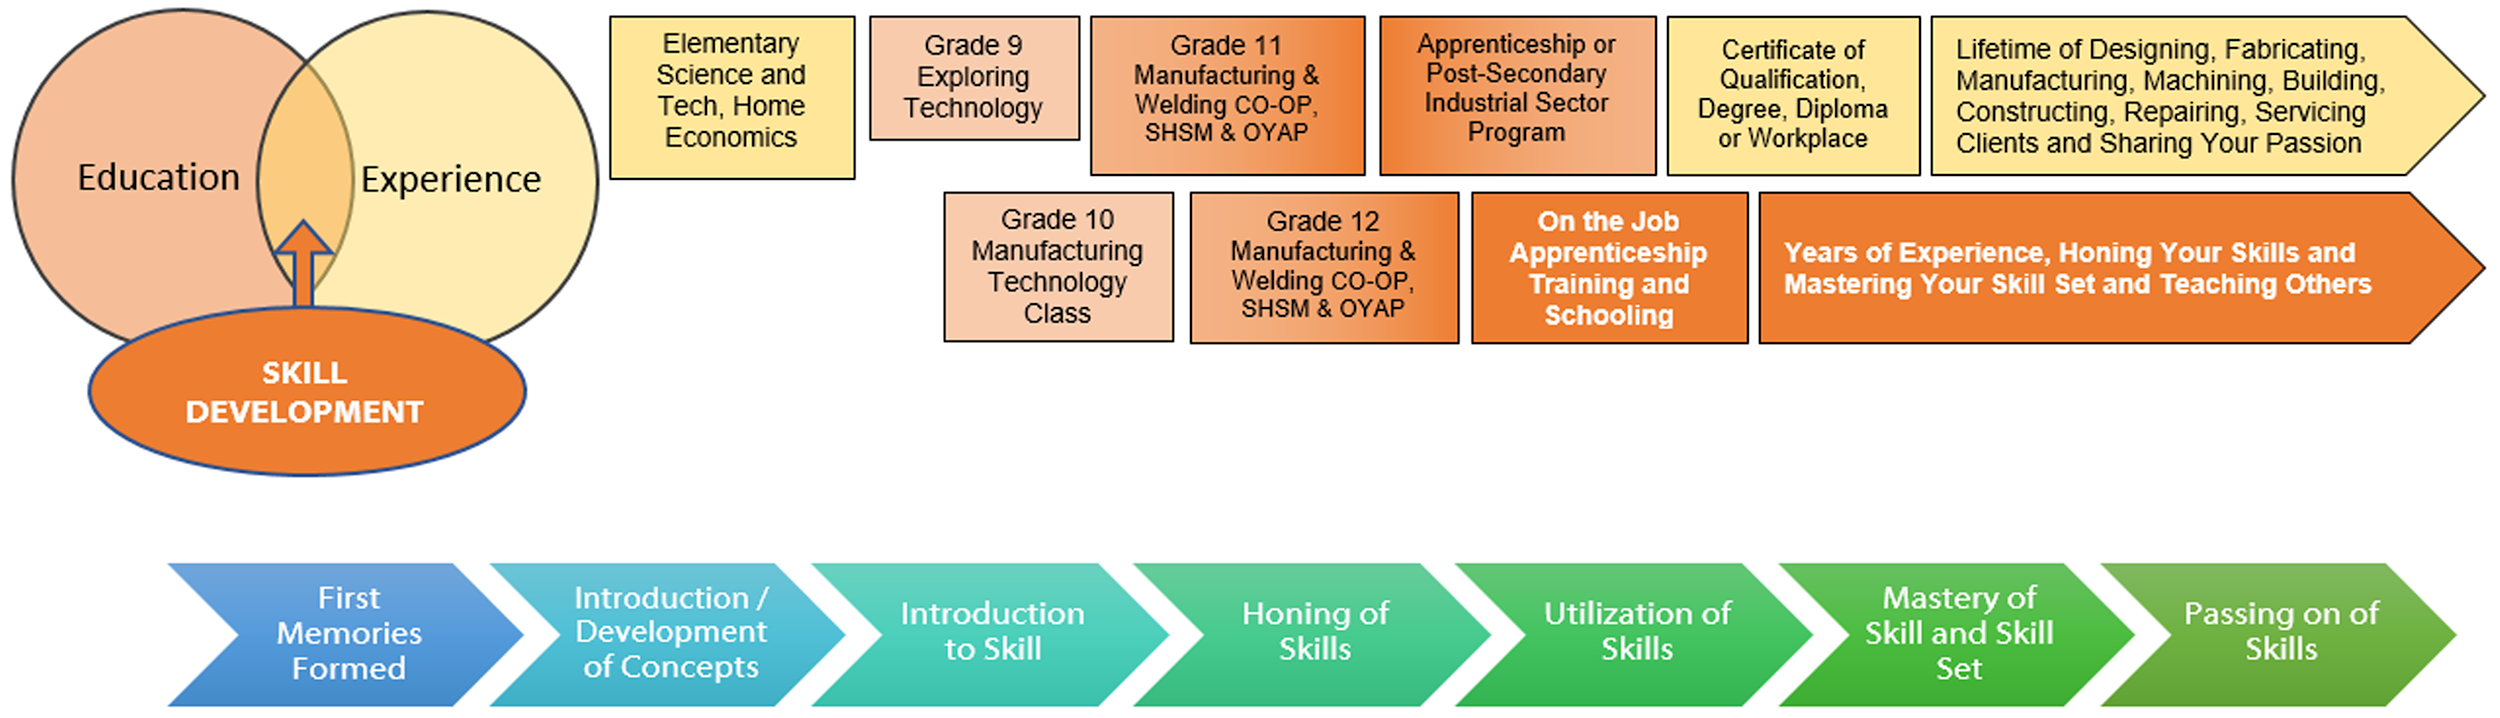 Education
Experience
SKILL
DEVELOPMENT
Elementary
Science and
Tech, Home
Economics
Grade 9
Exploring
Technology
Grade 11
Manufacturing &
Welding CO-OP,
SHSM & OYAP
Apprenticeship or
Post-Secondary
Industrial Sector
Program
Certificate of
Qualification,
Degree, Diploma
or Workplace
Lifetime of Designing, Fabricating,
Manufacturing, Machining, Building,
Constructing, Repairing, Servicing
Clients and Sharing Your Passion
Grade 10
Manufacturing
Technology
Class
Grade 12
Manufacturing &
Welding CO-OP,
SHSM & OYAP
On the Job
Apprenticeship
Training and
Schooling
Years of Experience, Honing Your Skills and
Mastering Your Skill Set and Teaching Others
First
Memories
Formed
Introduction /
Development
of Concepts
Introduction
to Skill
Honing of
Skills
Utilization of
Skills
Mastery of
Skill and Skill
Set
Passing on of
Skills